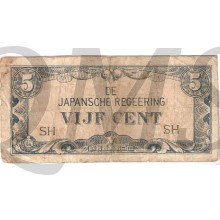 5 DE 5
JAPANSCHE REGEERING
VIJF CENT
SH SH